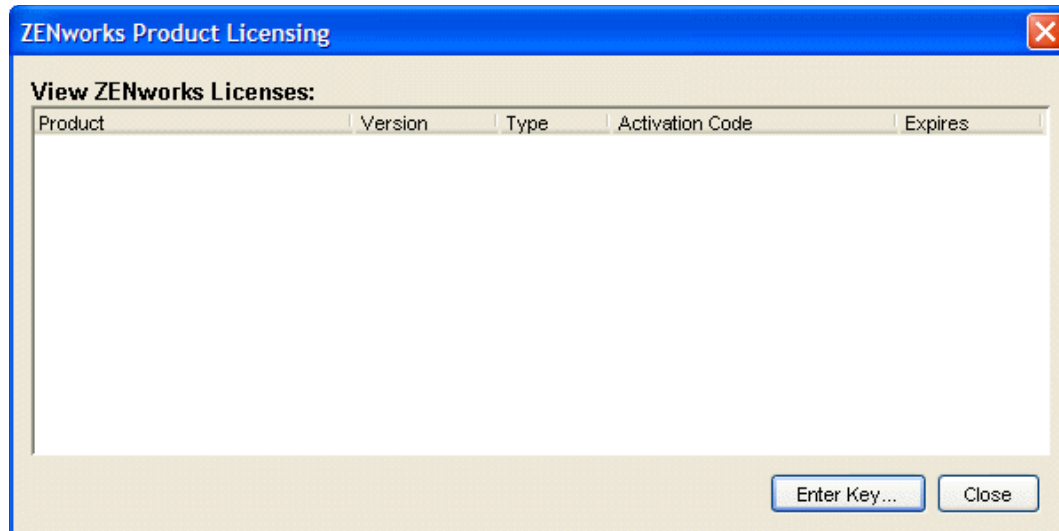 ZENworks Product Licensing
View ZENworks Licenses:
Product Version Type Activation Code Expires
Enter Key... Close